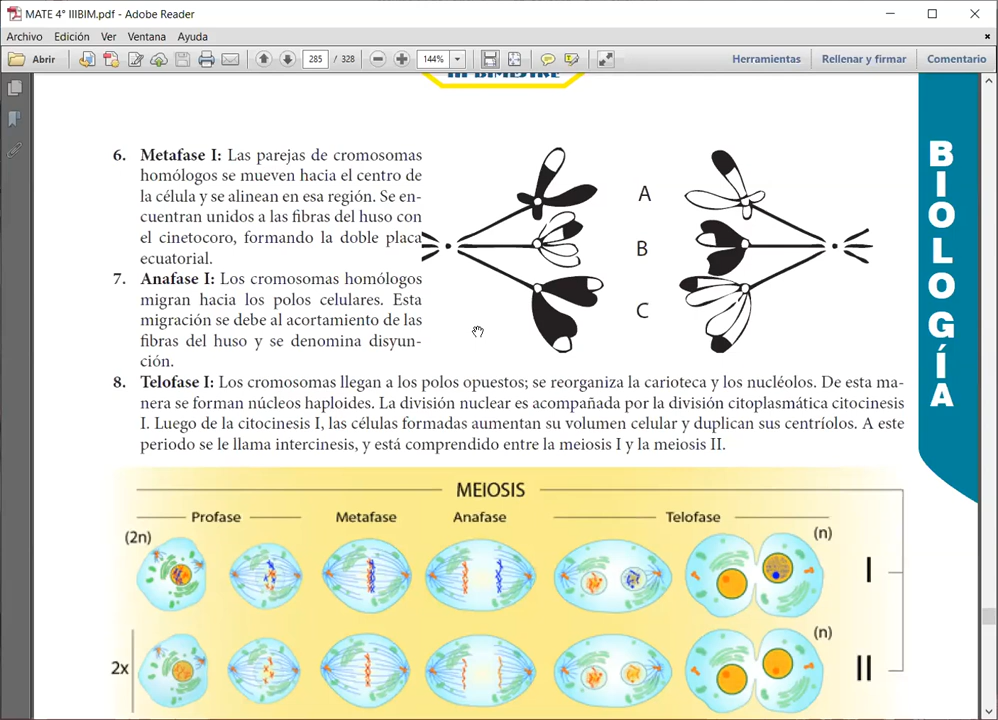 MATE 4° IIIBIM.pdf - Adobe Reader
Archivo Edición Ver Ventana Ayuda
Abrir 285 / 328 144% Herramientas Rellenar y firmar Comentario
III BIMESTRE
6. Metafase I: Las parejas de cromosomas
homólogos se mueven hacia el centro de
la célula y se alinean en esa región. Se en-
cuentran unidos a las fibras del huso con
el cinetocoro, formando la doble placa
ecuatorial.
7. Anafase I: Los cromosomas homólogos
migran hacia los polos celulares. Esta
migración se debe al acortamiento de las
fibras del huso y se denomina disyun-
ción.
A
B
C
8. Telofase I: Los cromosomas llegan a los polos opuestos; se reorganiza la carioteca y los nucléolos. De esta ma-
nera se forman núcleos haploides. La división nuclear es acompañada por la división citoplasmática citocinesis
I. Luego de la citocinesis I, las células formadas aumentan su volumen celular y duplican sus centríolos. A este
periodo se le llama intercinesis, y está comprendido entre la meiosis I y la meiosis II.
MEIOSIS
Profase Metafase Anafase Telofase
(2n) (n)
I
(n)
2x II
BIOLOGÍA